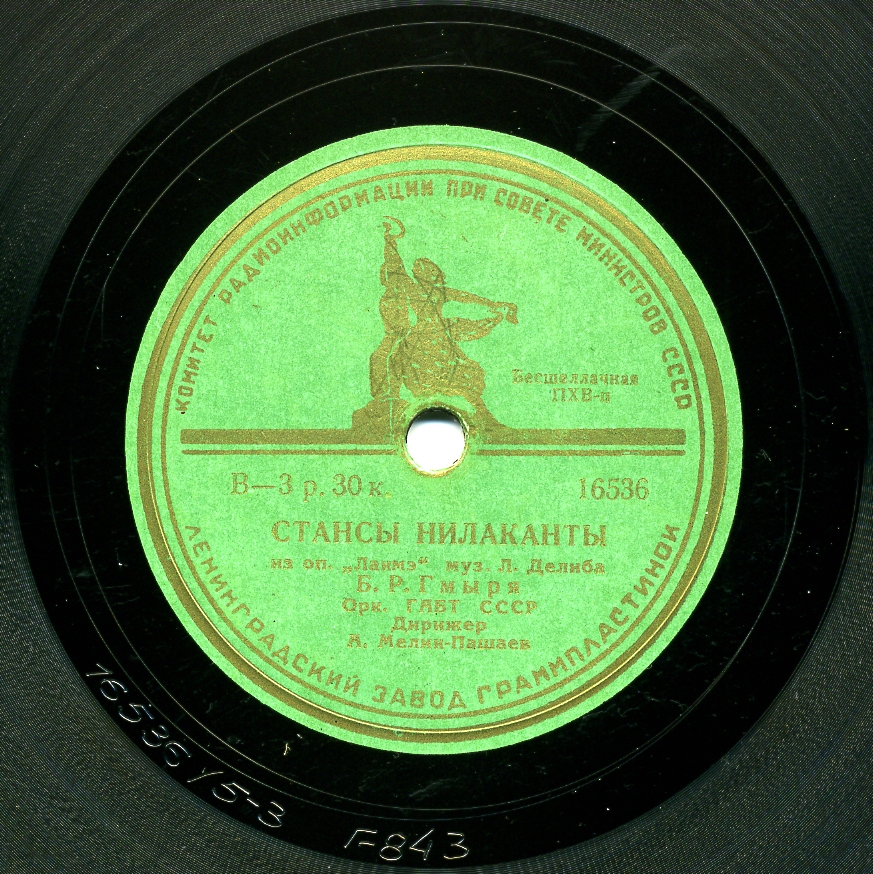 КОМИТЕТ РАДИОИНФОРМАЦИИ ПРИ СОВЕТЕ МИНИСТРОВ СССР
Бесшеллачная
ПХВ-п
В—3 р. 30 к.
16536
СТАНСЫ НИЛАКАНТЫ
из оп. „Лакмэ“ муз. Л. Делиба
Б. Р. Гмыря
Орк. ГАБТ СССР
Дирижер
А. Мелик-Пашаев
ЛЕНИНГРАДСКИЙ ЗАВОД ГРАМПЛАСТИНОК
16536/5-3
Г-843